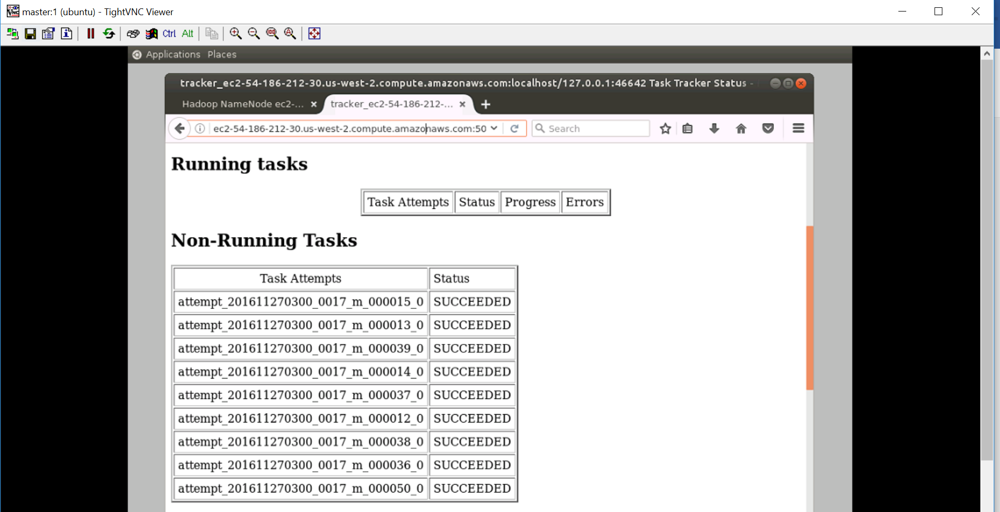 master:1 (ubuntu) - TightVNC Viewer
Ctrl Alt
Applications Places
tracker_ec2-54-186-212-30.us-west-2.compute.amazonaws.com:localhost/127.0.0.1:46642 Task Tracker Status -
Hadoop NameNode ec2-... tracker_ec2-54-186-212-...
ec2-54-186-212-30.us-west-2.compute.amazonaws.com:50 Search
Running tasks
Task Attempts Status Progress Errors
Non-Running Tasks
Task Attempts Status
attempt_201611270300_0017_m_000015_0 SUCCEEDED
attempt_201611270300_0017_m_000013_0 SUCCEEDED
attempt_201611270300_0017_m_000039_0 SUCCEEDED
attempt_201611270300_0017_m_000014_0 SUCCEEDED
attempt_201611270300_0017_m_000037_0 SUCCEEDED
attempt_201611270300_0017_m_000012_0 SUCCEEDED
attempt_201611270300_0017_m_000038_0 SUCCEEDED
attempt_201611270300_0017_m_000036_0 SUCCEEDED
attempt_201611270300_0017_m_000050_0 SUCCEEDED